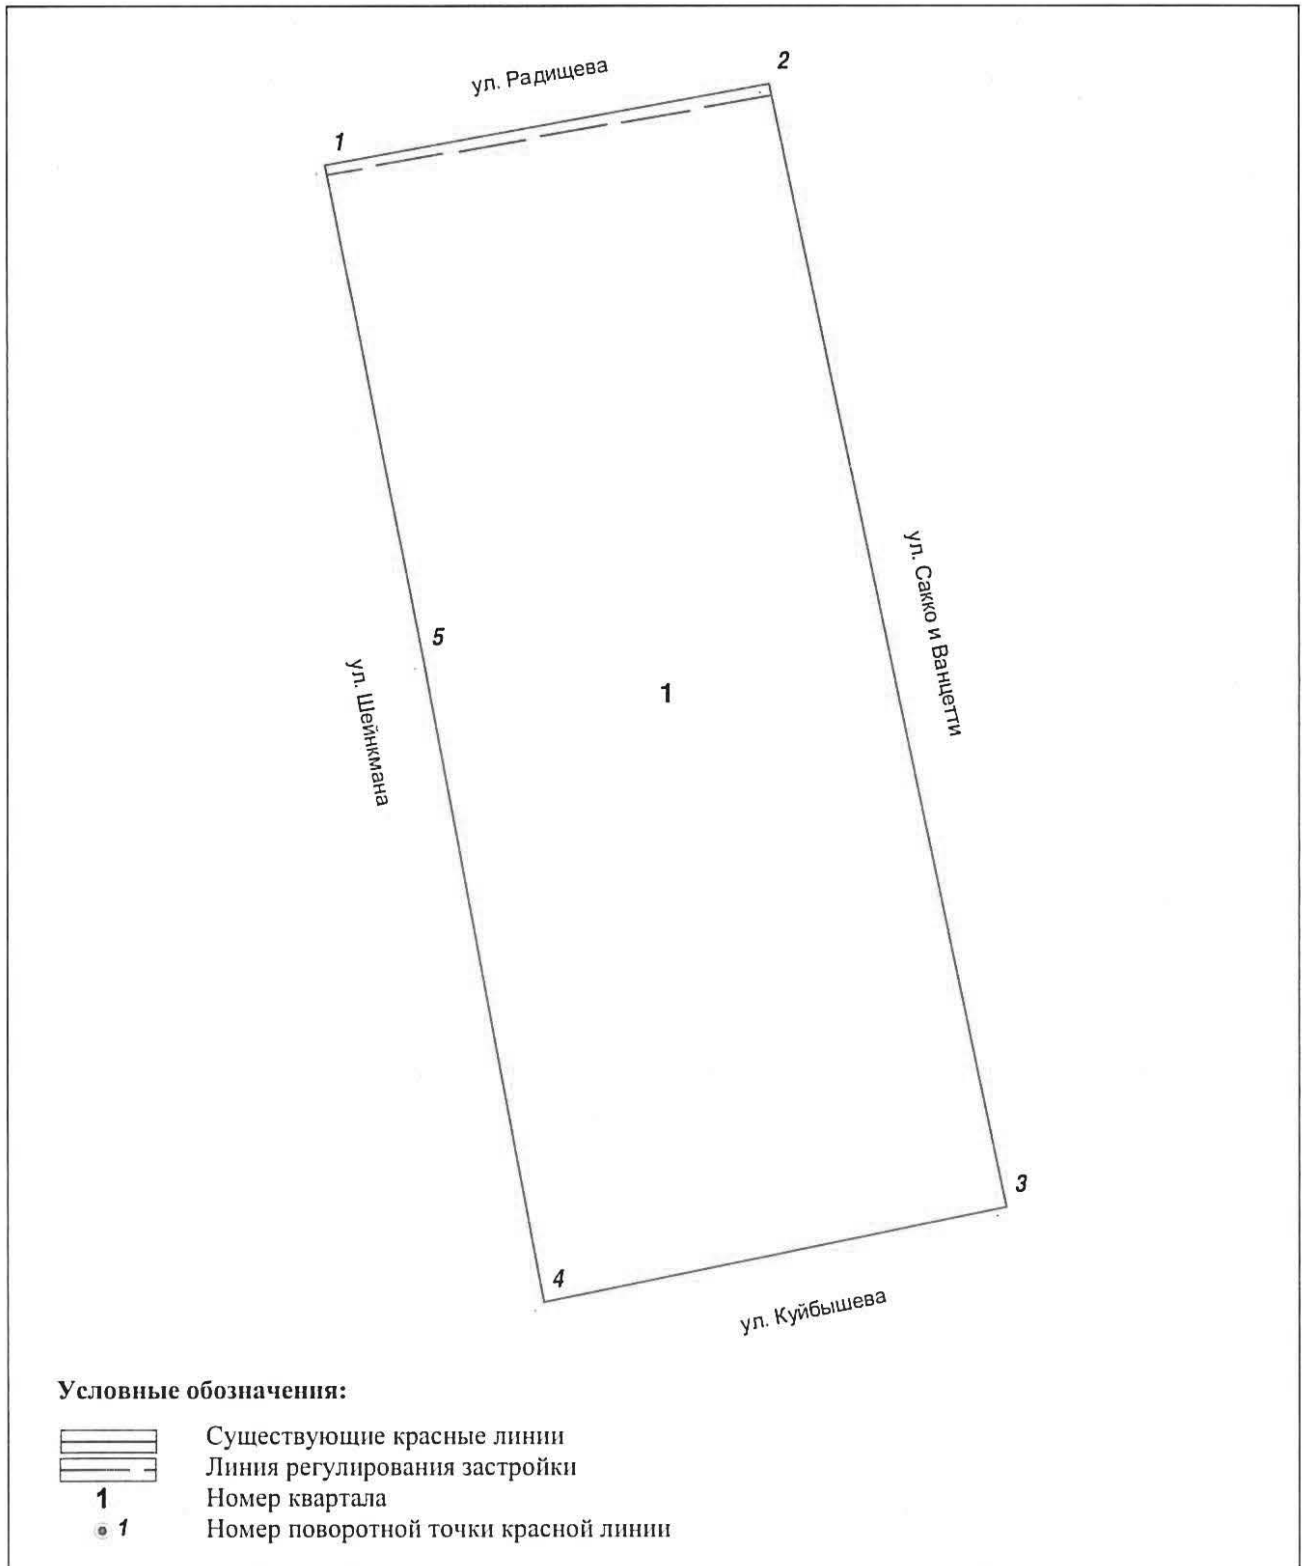 ул. Радищева
2
1
ул. Сакко и Ванцетти
5
ул. Шейнкмана
1
3
4
ул. Куйбышева
Условные обозначения:
Существующие красные линии
Линия регулирования застройки
1 Номер квартала
1 Номер поворотной точки красной линии